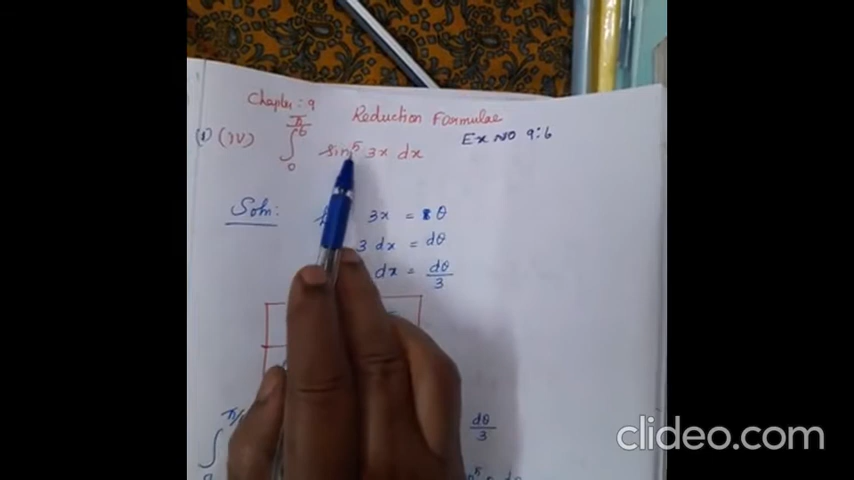 Chapter : 9
Reduction Formulae
(1) (iv) ∫₀^{π/6} sin⁵ 3x dx Ex NO 9:6
Soln: 3x = θ
3 dx = dθ
dx = dθ/3
∫ dθ/3
dθ
clideo.com